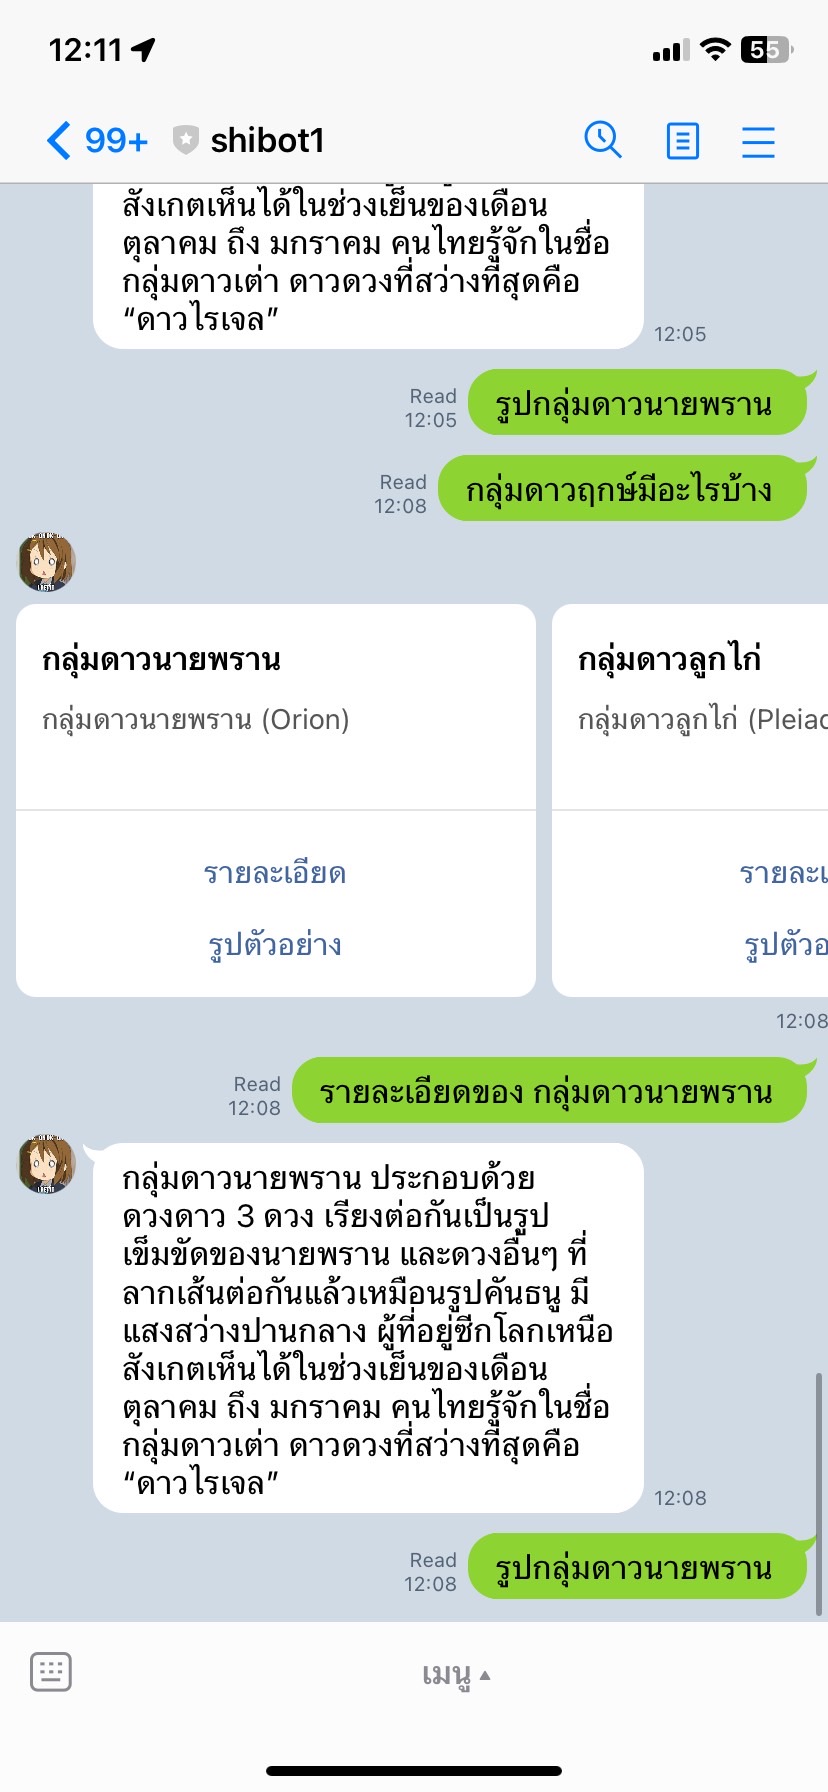 12:11
55
99+ shibot1
สังเกตเห็นได้ในช่วงเย็นของเดือน
ตุลาคม ถึง มกราคม คนไทยรู้จักในชื่อ
กลุ่มดาวเต่า ดาวดวงที่สว่างที่สุดคือ
“ดาวไรเจล”
12:05
Read
12:05
รูปกลุ่มดาวนายพราน
Read
12:08
กลุ่มดาวฤกษ์มีอะไรบ้าง
กลุ่มดาวนายพราน
กลุ่มดาวนายพราน (Orion)
รายละเอียด
รูปตัวอย่าง
กลุ่มดาวลูกไก่
กลุ่มดาวลูกไก่ (Pleiad
รายละเ
รูปตัวอ
12:08
Read
12:08
รายละเอียดของ กลุ่มดาวนายพราน
กลุ่มดาวนายพราน ประกอบด้วย
ดวงดาว 3 ดวง เรียงต่อกันเป็นรูป
เข็มขัดของนายพราน และดวงอื่นๆ ที่
ลากเส้นต่อกันแล้วเหมือนรูปคันธนู มี
แสงสว่างปานกลาง ผู้ที่อยู่ซีกโลกเหนือ
สังเกตเห็นได้ในช่วงเย็นของเดือน
ตุลาคม ถึง มกราคม คนไทยรู้จักในชื่อ
กลุ่มดาวเต่า ดาวดวงที่สว่างที่สุดคือ
“ดาวไรเจล”
12:08
Read
12:08
รูปกลุ่มดาวนายพราน
เมนู